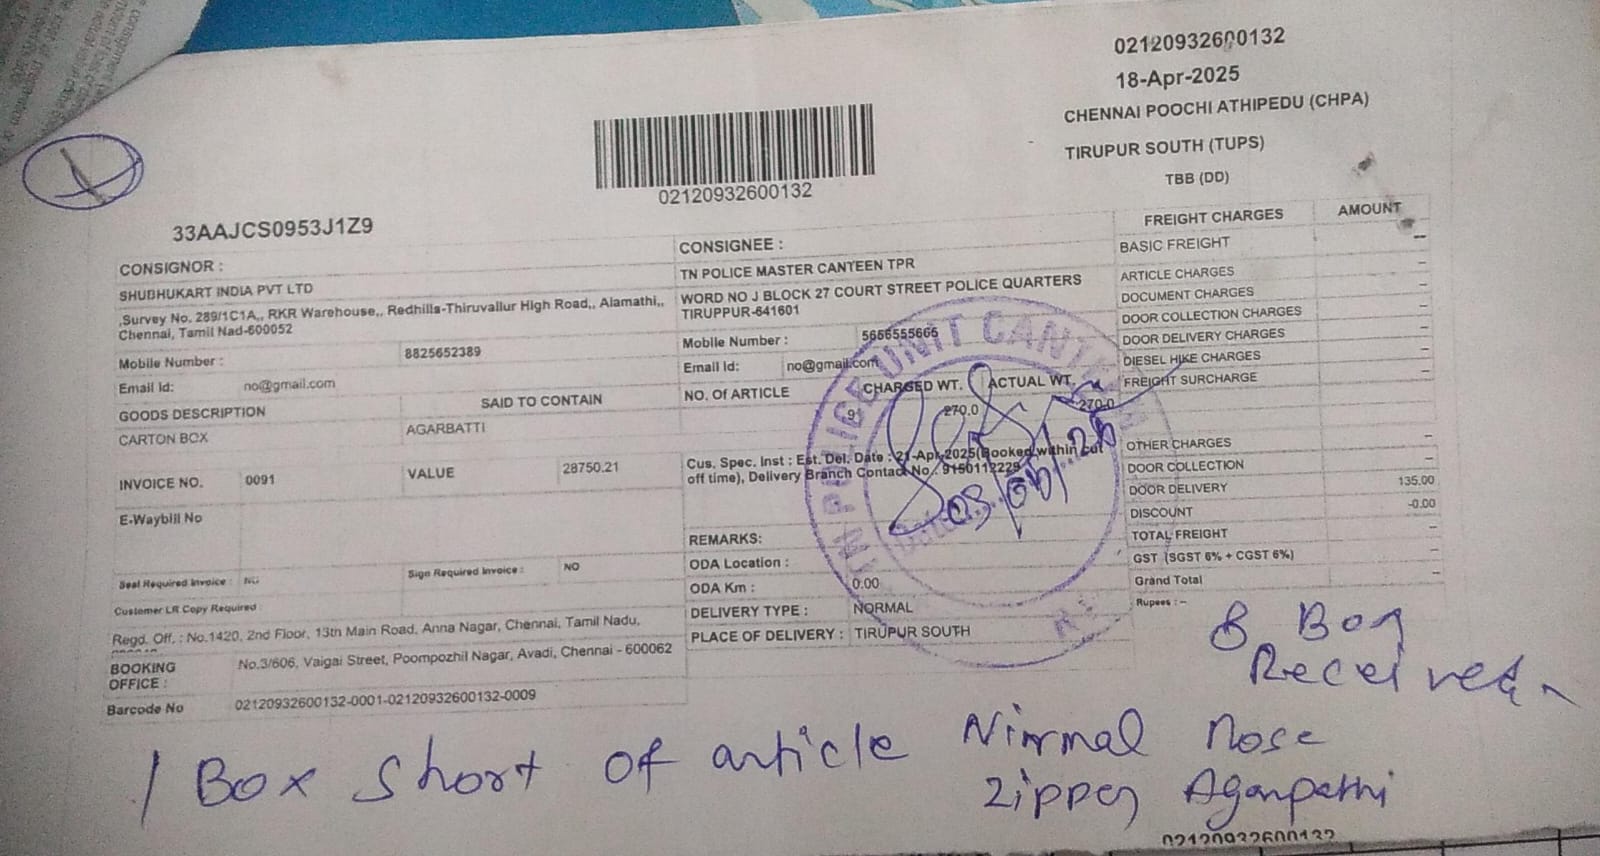 02120932600132
18-Apr-2025
CHENNAI POOCHI ATHIPEDU (CHPA)
TIRUPUR SOUTH (TUPS)
TBB (DD)
02120932600132
33AAJCS0953J1Z9
CONSIGNOR :
SHUBHUKART INDIA PVT LTD
,Survey No. 289/1C1A,, RKR Warehouse,, Redhills-Thiruvallur High Road,, Alamathi,,
Chennai, Tamil Nad-600052
Mobile Number : 8825652389
Email Id: no@gmail.com
GOODS DESCRIPTION SAID TO CONTAIN
CARTON BOX AGARBATTI
INVOICE NO. 0091 VALUE 28750.21
E-Waybill No
Seal Required Invoice : NO Sign Required Invoice : NO
Customer LR Copy Required
Regd. Off. : No.1420, 2nd Floor, 13th Main Road, Anna Nagar, Chennai, Tamil Nadu,
BOOKING OFFICE : No.3/606, Vaigai Street, Poompozhil Nagar, Avadi, Chennai - 600062
Barcode No 02120932600132-0001-02120932600132-0009
CONSIGNEE :
TN POLICE MASTER CANTEEN TPR
WORD NO J BLOCK 27 COURT STREET POLICE QUARTERS
TIRUPPUR-641601
Mobile Number : 5656555666
Email Id: no@gmail.com
NO. Of ARTICLE CHARGED WT. ACTUAL WT.
9 270.0 270.0
Cus. Spec. Inst : Est. Del. Date : 21-Apr-2025(Booked within cut
off time), Delivery Branch Contact No. 9150112229
REMARKS:
ODA Location :
ODA Km : 0.00
DELIVERY TYPE : NORMAL
PLACE OF DELIVERY : TIRUPUR SOUTH
FREIGHT CHARGES AMOUNT
BASIC FREIGHT --
ARTICLE CHARGES --
DOCUMENT CHARGES --
DOOR COLLECTION CHARGES --
DOOR DELIVERY CHARGES --
DIESEL HIKE CHARGES --
FREIGHT SURCHARGE --
OTHER CHARGES --
DOOR COLLECTION --
DOOR DELIVERY 135.00
DISCOUNT -0.00
TOTAL FREIGHT --
GST (SGST 6% + CGST 6%) --
Grand Total --
Rupees : --
POLICE UNIT CANTEEN
8 Box
Received
1 Box short of article Nirmal Rose
Zipper Agarpathi
02120932600132